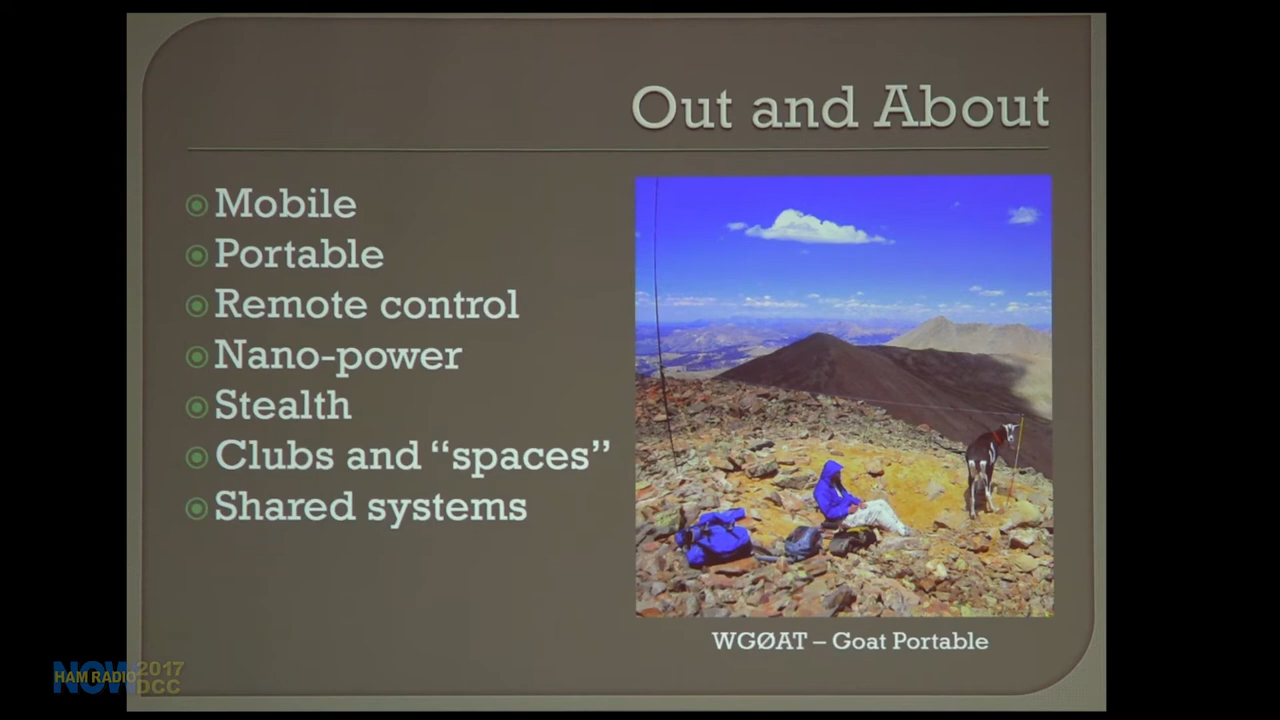 Out and About
Mobile
Portable
Remote control
Nano-power
Stealth
Clubs and “spaces”
Shared systems
WGØAT – Goat Portable
HAM RADIO NOW 2017 DCC